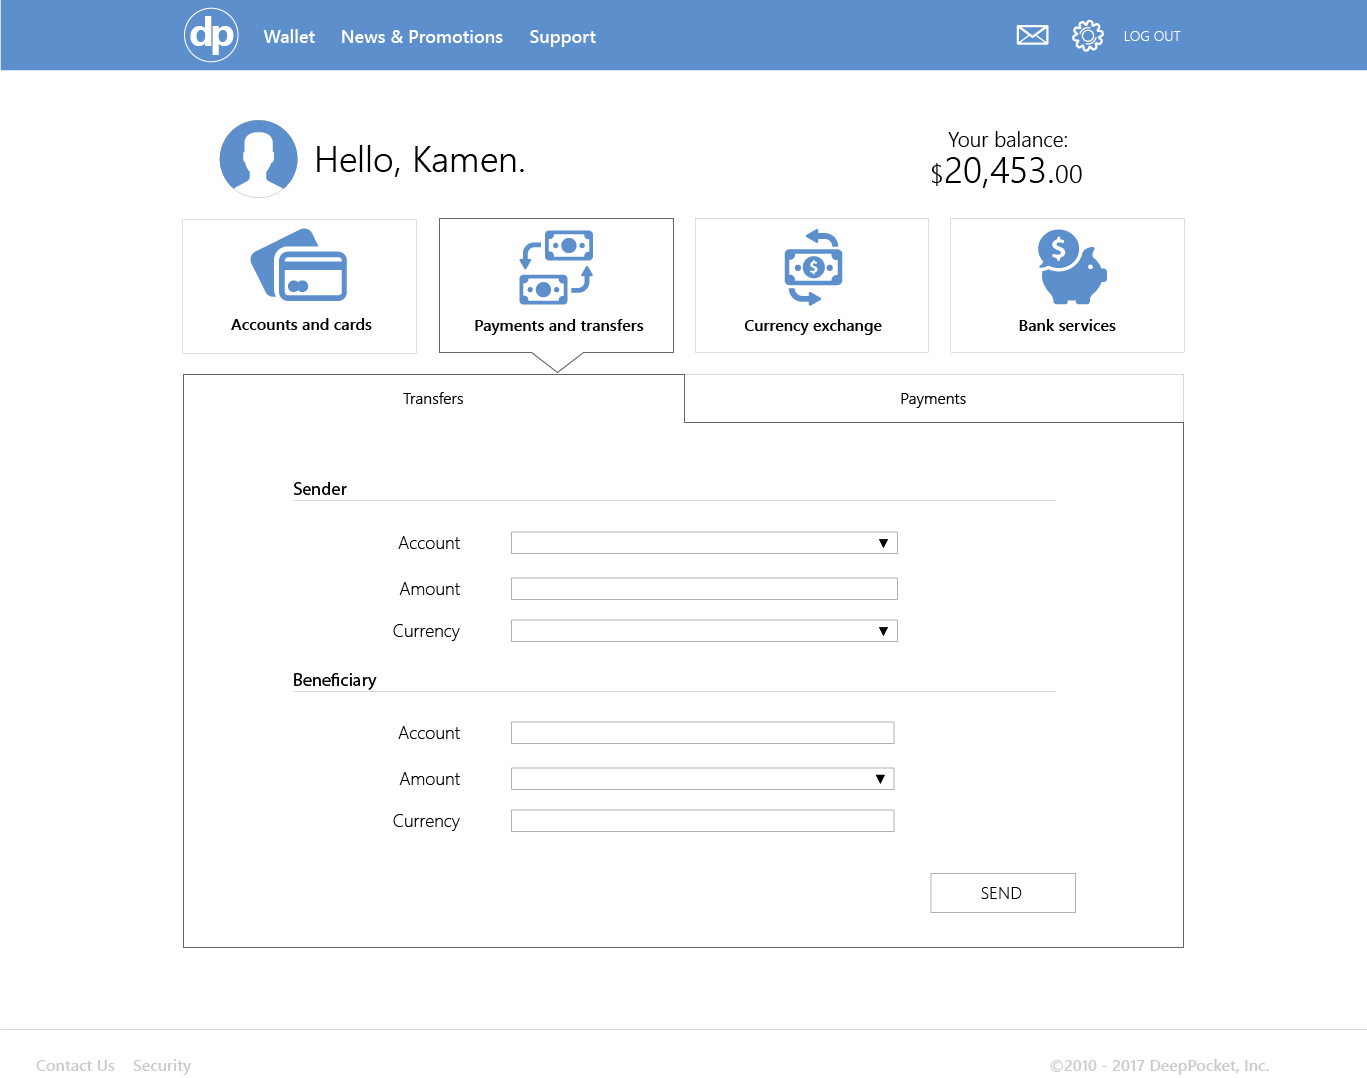 dp
Wallet News & Promotions Support
LOG OUT
Hello, Kamen.
Your balance:
$20,453.00
Accounts and cards
Payments and transfers
Currency exchange
$
Bank services
$
Transfers
Payments
Sender
Account
Amount
Currency
Beneficiary
Account
Amount
Currency
SEND
Contact Us Security
©2010 - 2017 DeepPocket, Inc.